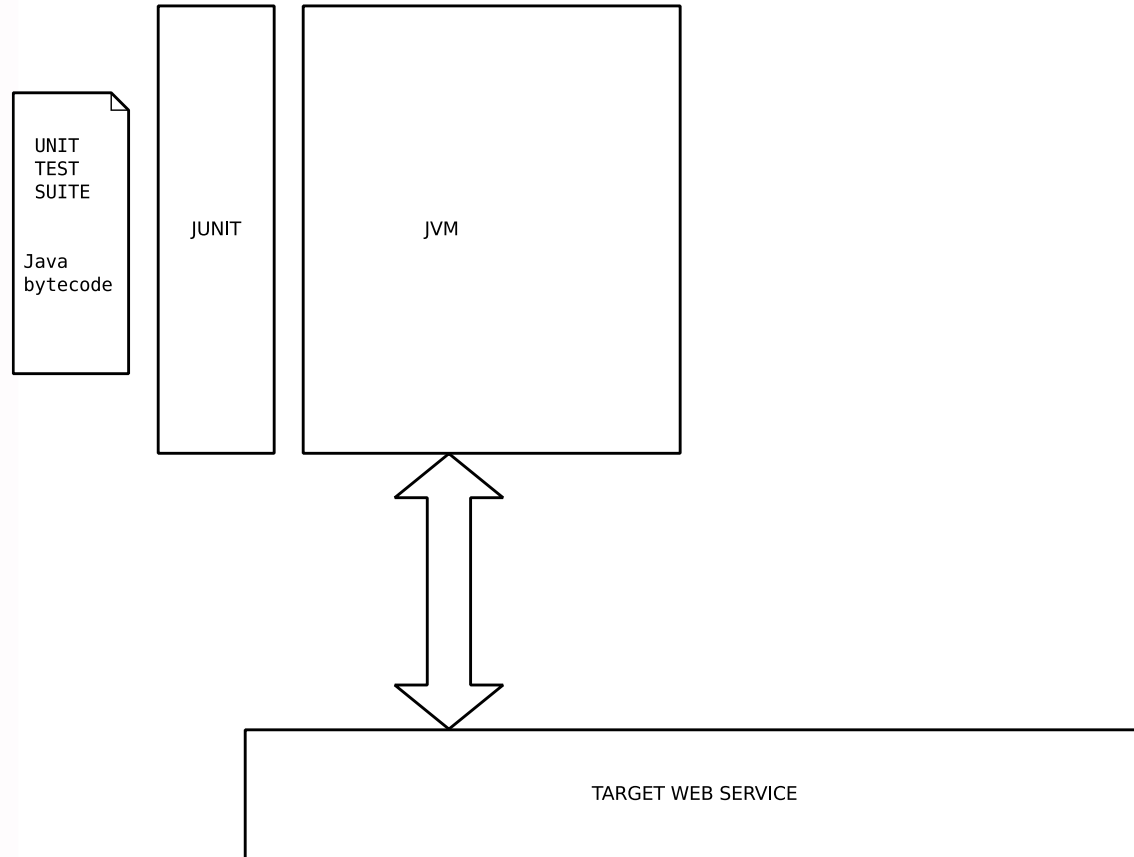 UNIT
TEST
SUITE
Java
bytecode
JUNIT
JVM
TARGET WEB SERVICE